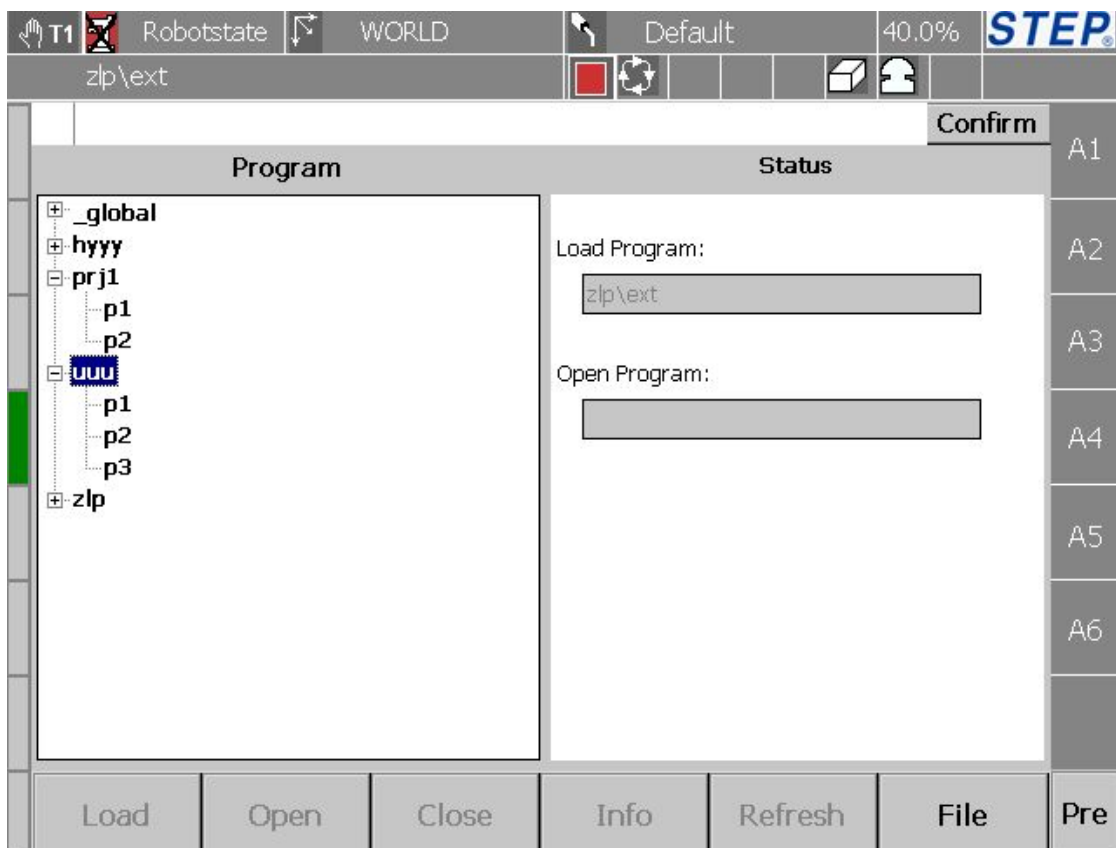 T1 Robotstate WORLD Default 40.0% STEP®
zlp\ext
Confirm
Program Status
A1
_global
hyyy
prj1
p1
p2
uuu
p1
p2
p3
zlp
Load Program:
zlp\ext
Open Program:
A2
A3
A4
A5
A6
Load Open Close Info Refresh File Pre